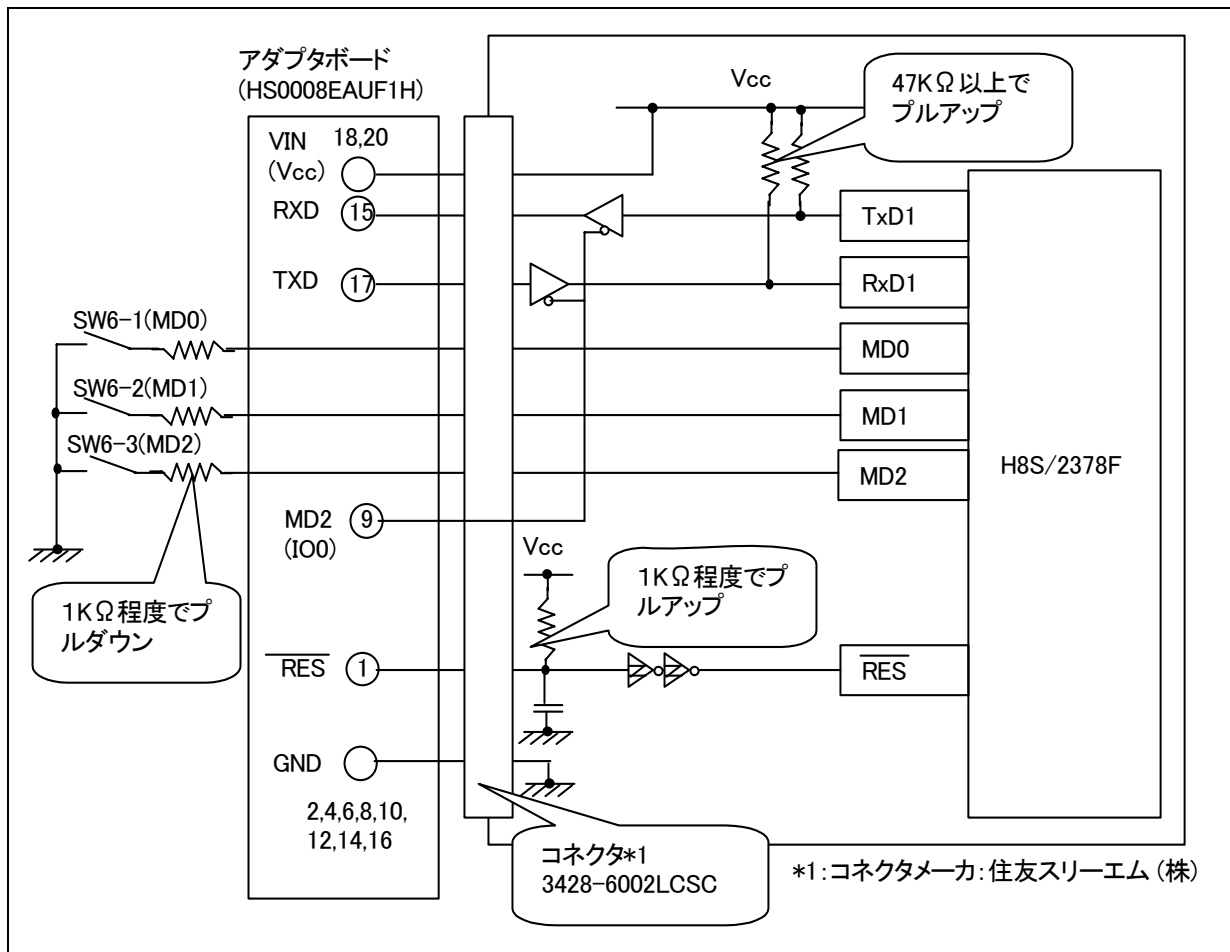 アダプタボード
(HS0008EAUF1H)
Vcc
47KΩ以上で
プルアップ
VIN 18,20
(Vcc)
RXD 15 TxD1
TXD 17 RxD1
SW6-1(MD0)
MD0
SW6-2(MD1)
MD1
SW6-3(MD2)
MD2
H8S/2378F
MD2 9
(IO0)
Vcc
1KΩ程度でプ
ルダウン
1KΩ程度でプ
ルアップ
RES 1 RES
GND
2,4,6,8,10,
12,14,16
コネクタ*1
3428-6002LCSC
*1:コネクタメーカ:住友スリーエム(株)